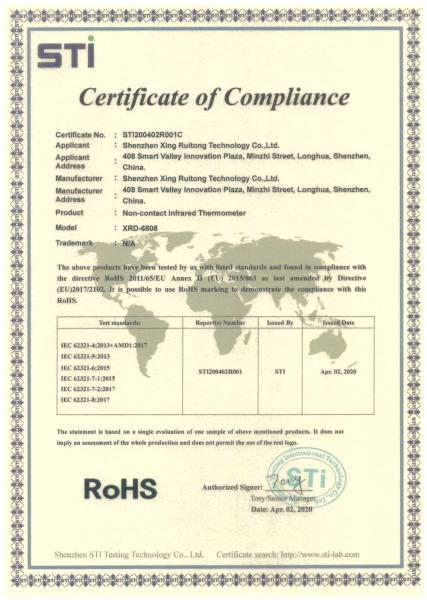 STi
Certificate of Compliance
Certificate No. : STI200402R001C
Applicant : Shenzhen Xing Ruitong Technology Co.,Ltd.
Applicant Address : 408 Smart Valley Innovation Plaza, Minzhi Street, Longhua, Shenzhen, China.
Manufacturer : Shenzhen Xing Ruitong Technology Co.,Ltd.
Manufacturer Address : 408 Smart Valley Innovation Plaza, Minzhi Street, Longhua, Shenzhen, China.
Product : Non-contact Infrared Thermometer
Model : XRD-6808
Trademark : N/A
The above products have been tested by us with listed standards and found in compliance with
the directive RoHS 2011/65/EU Annex II (EU) 2015/863 as last amended by Directive
(EU)2017/2102. It is possible to use RoHS marking to demonstrate the compliance with this
RoHS.
Test standards: Report(s) Number Issued By Issued Date
IEC 62321-4:2013+AMD1:2017
IEC 62321-5:2013
IEC 62321-6:2015
IEC 62321-7-1:2015
IEC 62321-7-2:2017
IEC 62321-8:2017
STI200402R001 STI Apr. 02, 2020
The statement is based on a single evaluation of one sample of above mentioned products. It does not
imply an assessment of the whole production and does not permit the use of the test logo.
RoHS
Authorized Signer: Tony
STi
Tony/Senior Manager
Date: Apr. 02, 2020
Shenzhen STI Testing Technology Co., Ltd. Certificate search: http://www.sti-lab.com